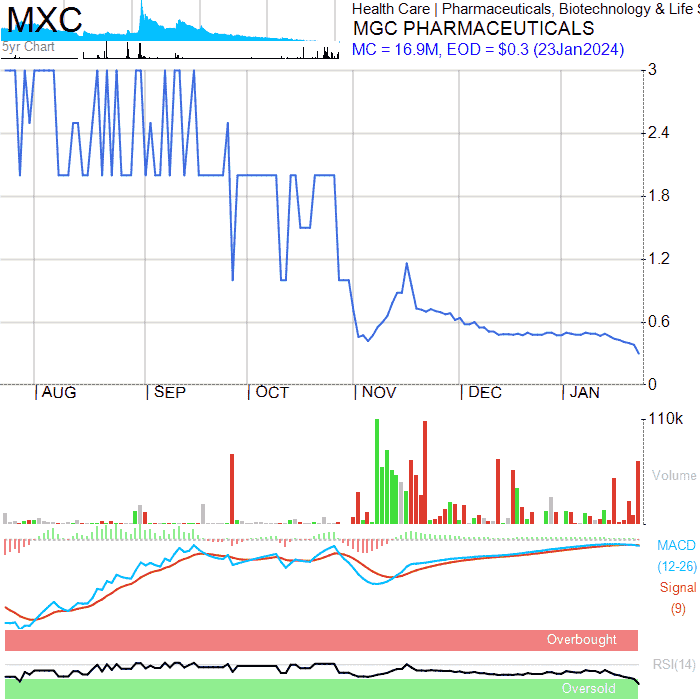 MXC
5yr Chart
Health Care | Pharmaceuticals, Biotechnology & Life S
MGC PHARMACEUTICALS
MC = 16.9M, EOD = $0.3 (23Jan2024)
3
2.4
1.8
1.2
0.6
0
AUG SEP OCT NOV DEC JAN
110k
Volume
MACD
(12-26)
Signal
(9)
Overbought
RSI(14)
Oversold